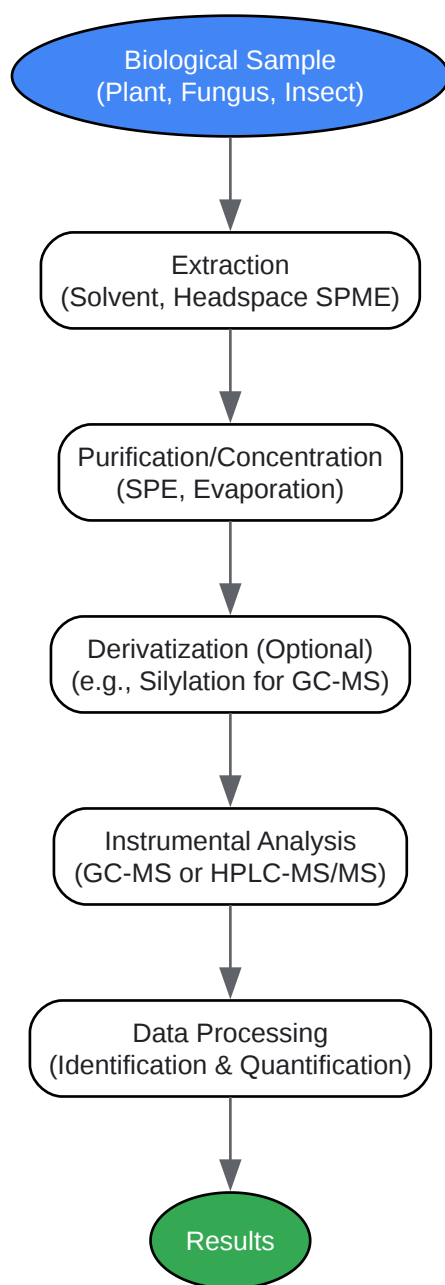 Biological Sample
(Plant, Fungus, Insect)
Extraction
(Solvent, Headspace SPME)
Purification/Concentration
(SPE, Evaporation)
Derivatization (Optional)
(e.g., Silylation for GC-MS)
Instrumental Analysis
(GC-MS or HPLC-MS/MS)
Data Processing
(Identification & Quantification)
Results